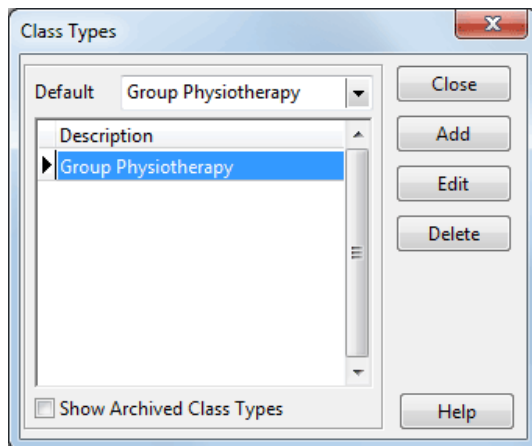 Class Types
Default Group Physiotherapy
Close
Description
Add
Group Physiotherapy
Edit
Delete
Show Archived Class Types
Help